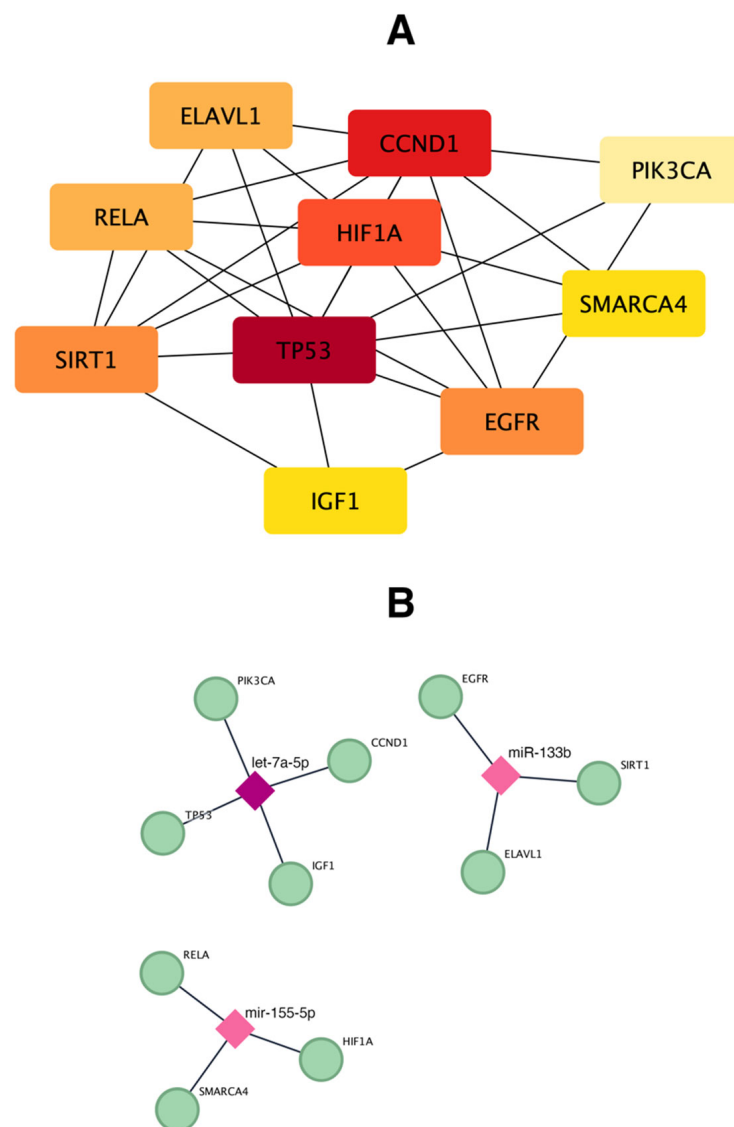 A
ELAVL1
CCND1
PIK3CA
RELA
HIF1A
SMARCA4
SIRT1
TP53
EGFR
IGF1
B
PIK3CA
let-7a-5p
CCND1
TP53
IGF1
EGFR
miR-133b
SIRT1
ELAVL1
RELA
mir-155-5p
HIF1A
SMARCA4